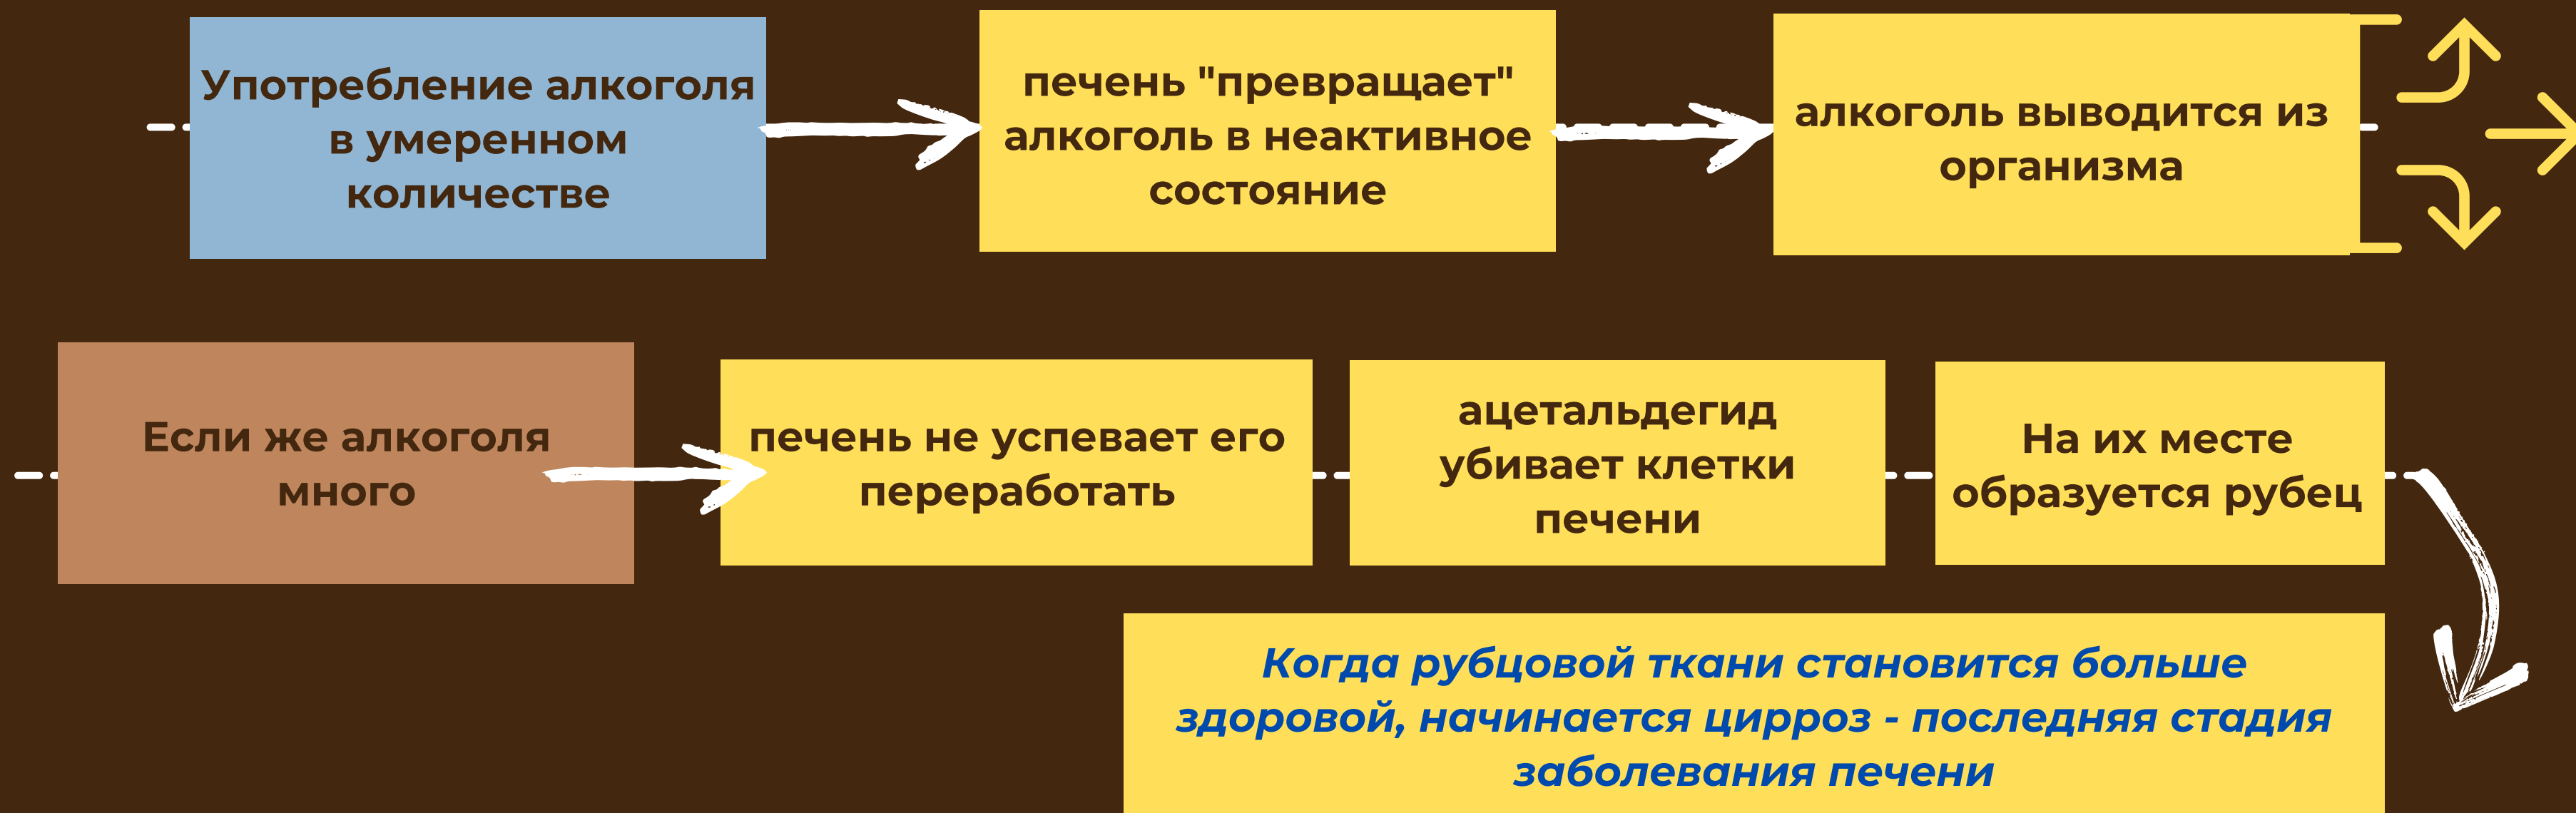 Употребление алкоголя
в умеренном
количестве
печень "превращает"
алкоголь в неактивное
состояние
алкоголь выводится из
организма
Если же алкоголя
много
печень не успевает его
переработать
ацетальдегид
убивает клетки
печени
На их месте
образуется рубец
Когда рубцовой ткани становится больше
здоровой, начинается цирроз - последняя стадия
заболевания печени